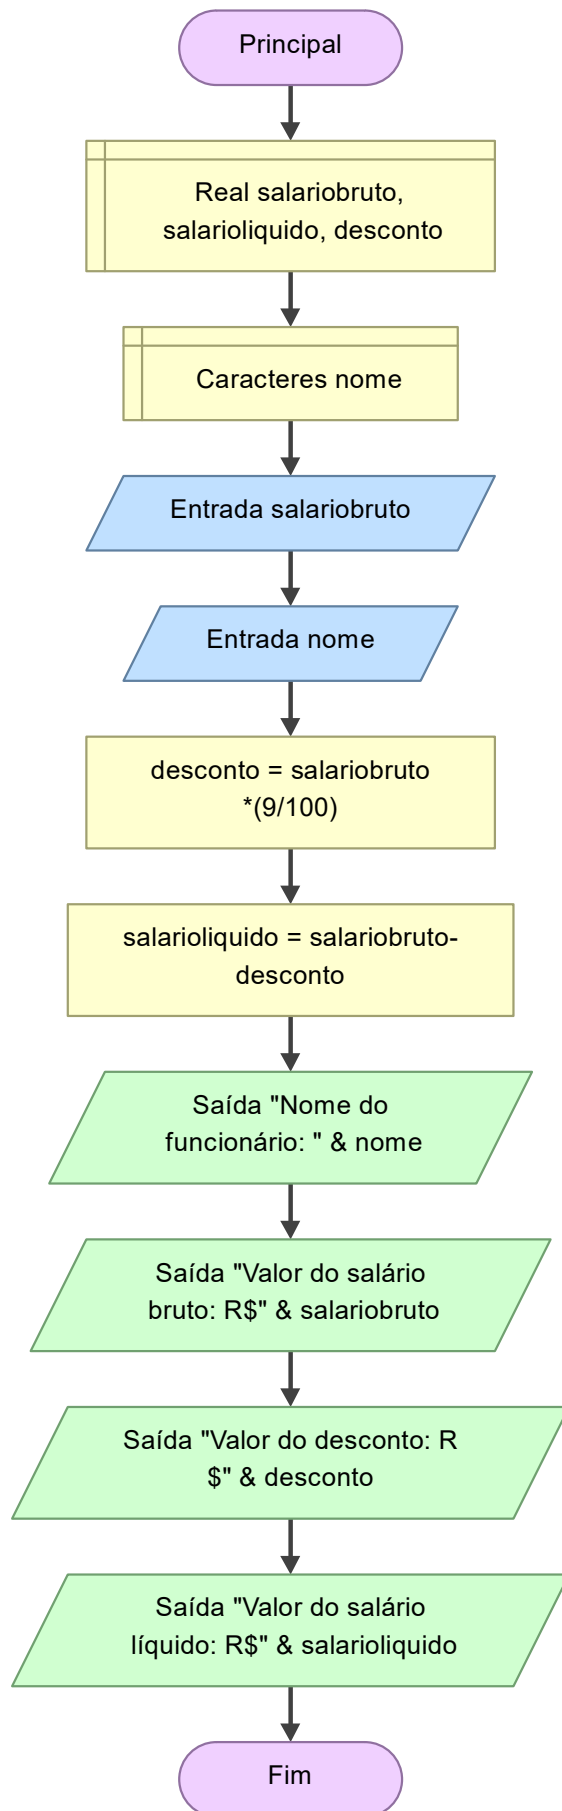 Principal
Real salariobruto,
salarioliquido, desconto
Caracteres nome
Entrada salariobruto
Entrada nome
desconto = salariobruto
*(9/100)
salarioliquido = salariobruto-
desconto
Saída "Nome do
funcionário: " & nome
Saída "Valor do salário
bruto: R$" & salariobruto
Saída "Valor do desconto: R
$" & desconto
Saída "Valor do salário
líquido: R$" & salarioliquido
Fim